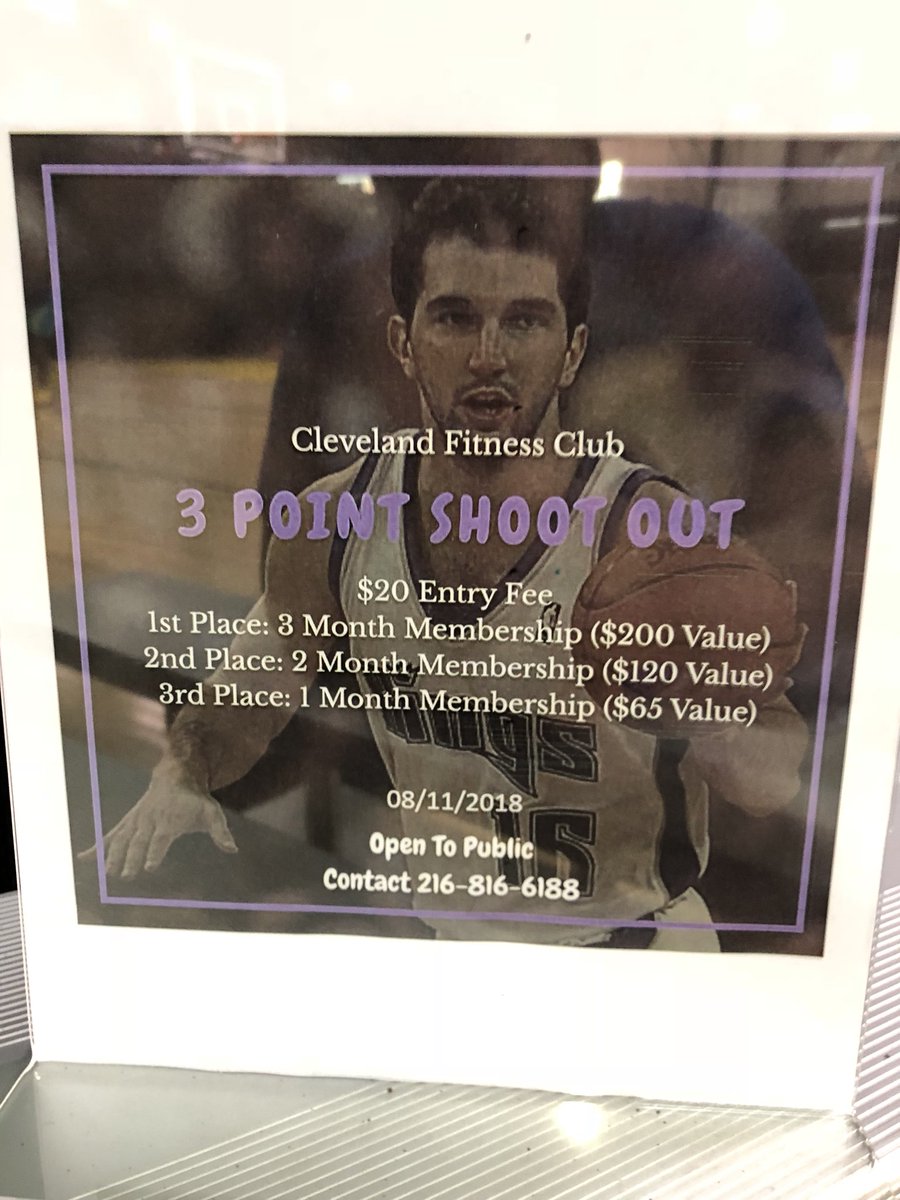 Cleveland Fitness Club
3 POINT SHOOT OUT
$20 Entry Fee
1st Place: 3 Month Membership ($200 Value)
2nd Place: 2 Month Membership ($120 Value)
3rd Place: 1 Month Membership ($65 Value)
Kings
16
08/11/2018
Open To Public
Contact 216-816-6188